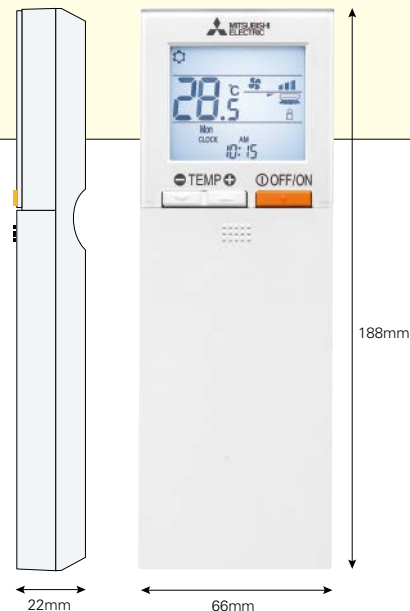 MITSUBISHI
ELECTRIC
28.5 °C
Mon
CLOCK AM
10:15
TEMP
OFF/ON
188mm
22mm
66mm